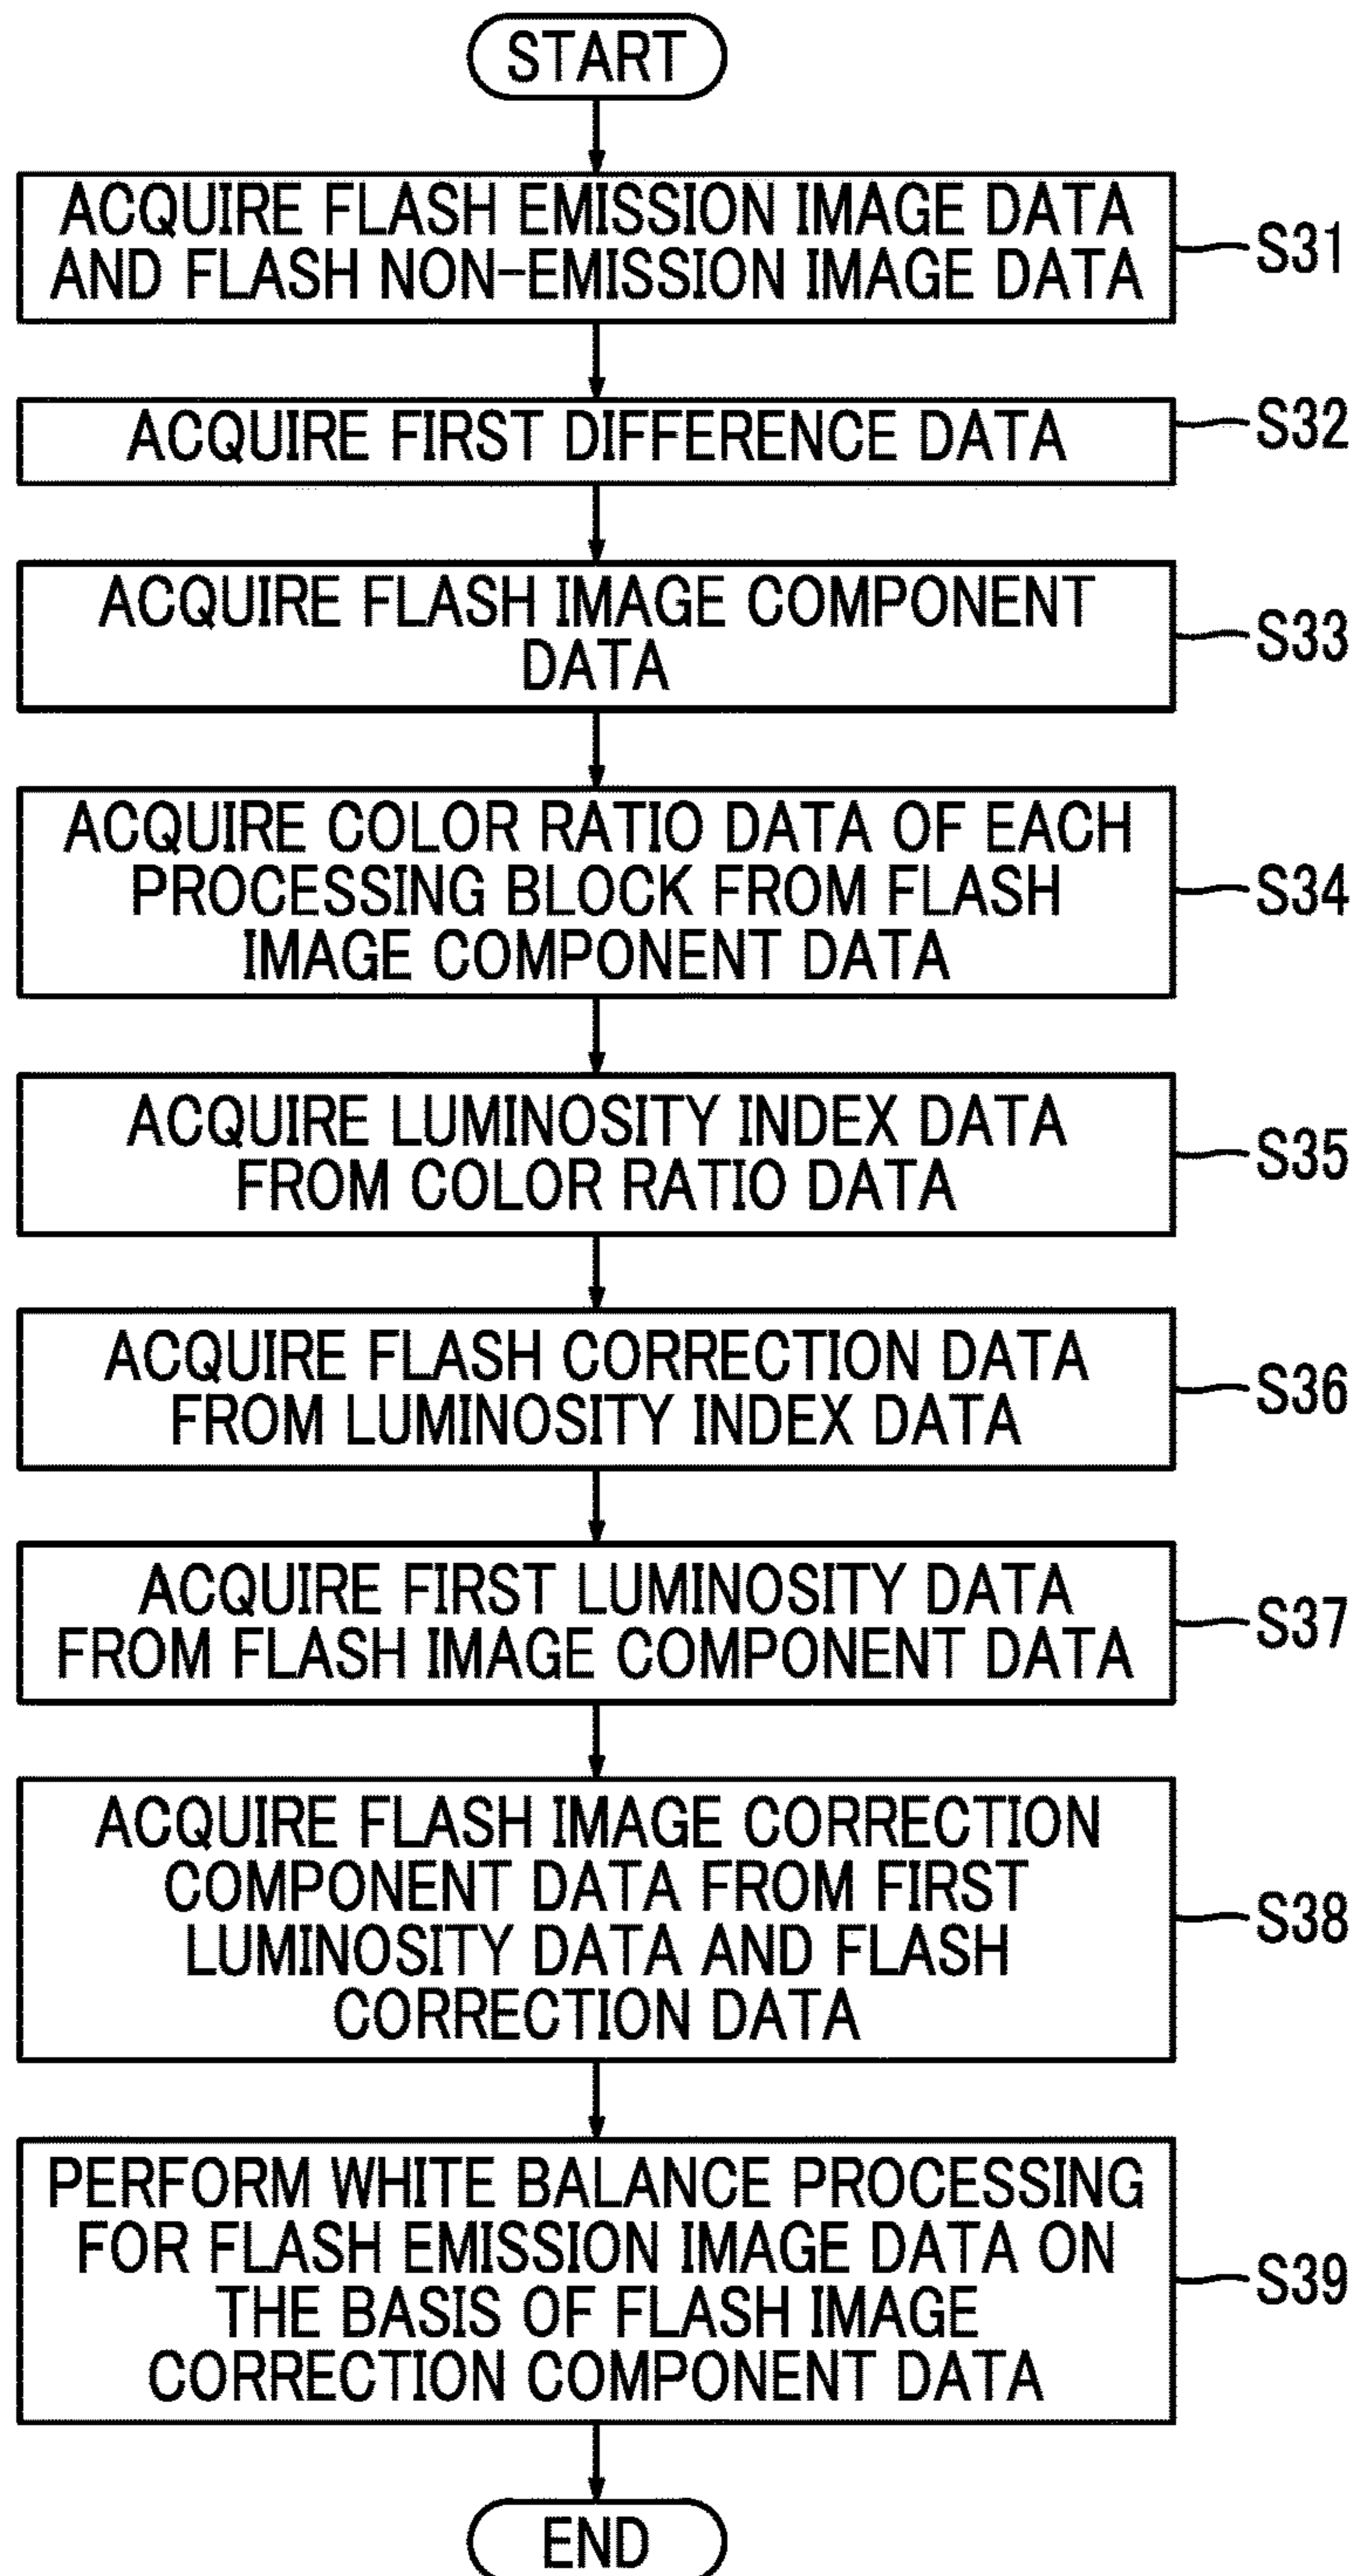 START
ACQUIRE FLASH EMISSION IMAGE DATA
AND FLASH NON-EMISSION IMAGE DATA
S31
ACQUIRE FIRST DIFFERENCE DATA
S32
ACQUIRE FLASH IMAGE COMPONENT
DATA
S33
ACQUIRE COLOR RATIO DATA OF EACH
PROCESSING BLOCK FROM FLASH
IMAGE COMPONENT DATA
S34
ACQUIRE LUMINOSITY INDEX DATA
FROM COLOR RATIO DATA
S35
ACQUIRE FLASH CORRECTION DATA
FROM LUMINOSITY INDEX DATA
S36
ACQUIRE FIRST LUMINOSITY DATA
FROM FLASH IMAGE COMPONENT DATA
S37
ACQUIRE FLASH IMAGE CORRECTION
COMPONENT DATA FROM FIRST
LUMINOSITY DATA AND FLASH
CORRECTION DATA
S38
PERFORM WHITE BALANCE PROCESSING
FOR FLASH EMISSION IMAGE DATA ON
THE BASIS OF FLASH IMAGE
CORRECTION COMPONENT DATA
S39
END